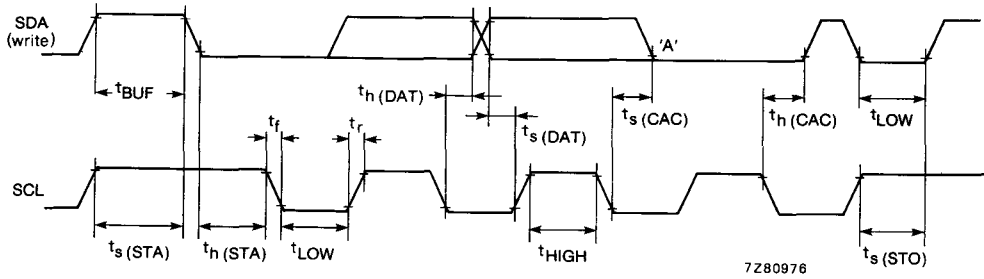 SDA
(write)
'A'
tBUF
th (DAT)
ts (DAT)
ts (CAC)
th (CAC)
tLOW
tf
tr
SCL
ts (STA)
th (STA)
tLOW
tHIGH
ts (STO)
7Z80976